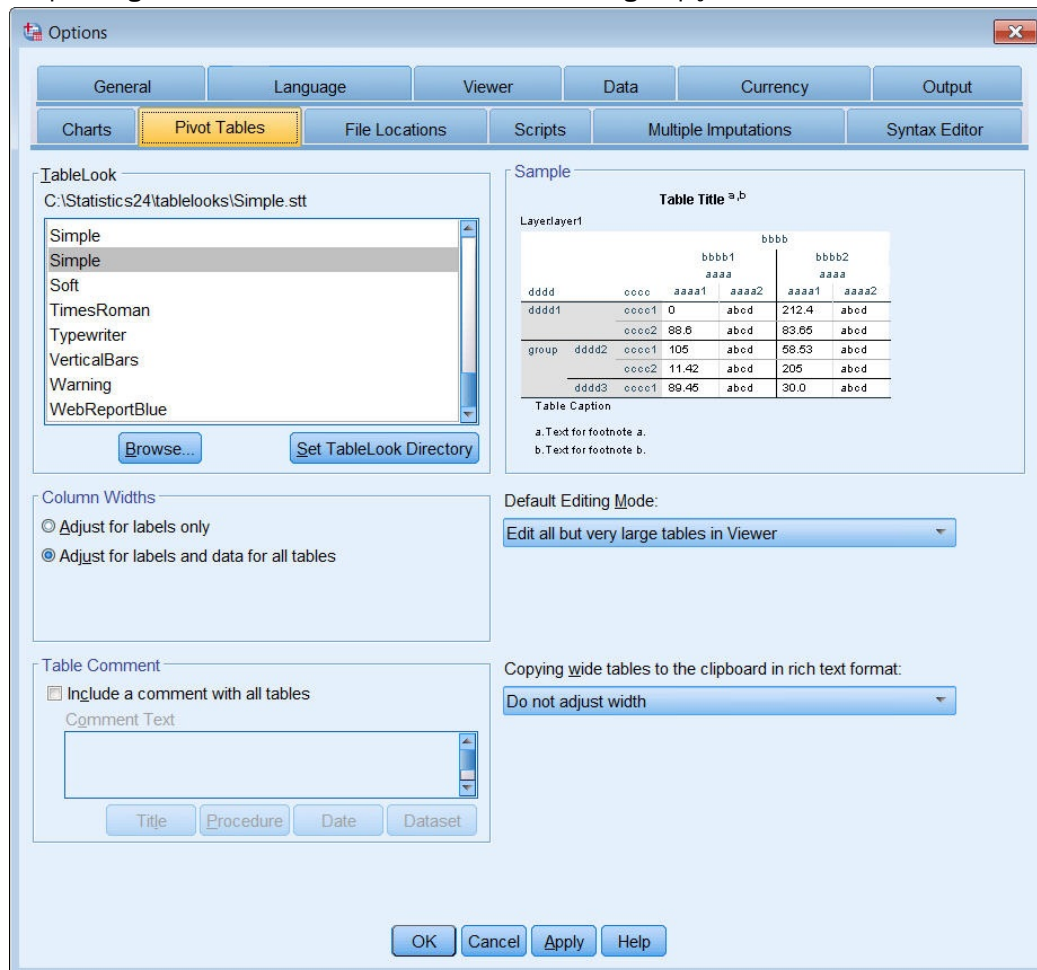 Options
General Language Viewer Data Currency Output
Charts Pivot Tables File Locations Scripts Multiple Imputations Syntax Editor
TableLook
C:\Statistics24\tablelooks\Simple.stt
Simple
Simple
Soft
TimesRoman
Typewriter
VerticalBars
Warning
WebReportBlue
Browse... Set TableLook Directory
Sample
Table Title a,b
Layerlayer1
bbbb
bbbb1 bbbb2
aaaa aaaa
dddd cccc aaaa1 aaaa2 aaaa1 aaaa2
dddd1 cccc1 0 abcd 212.4 abcd
cccc2 88.6 abcd 83.65 abcd
group dddd2 cccc1 105 abcd 58.53 abcd
cccc2 11.42 abcd 205 abcd
dddd3 cccc1 89.45 abcd 30.0 abcd
Table Caption
a.Text for footnote a.
b.Text for footnote b.
Column Widths
Adjust for labels only
Adjust for labels and data for all tables
Default Editing Mode:
Edit all but very large tables in Viewer
Table Comment
Include a comment with all tables
Comment Text
Title Procedure Date Dataset
Copying wide tables to the clipboard in rich text format:
Do not adjust width
OK Cancel Apply Help